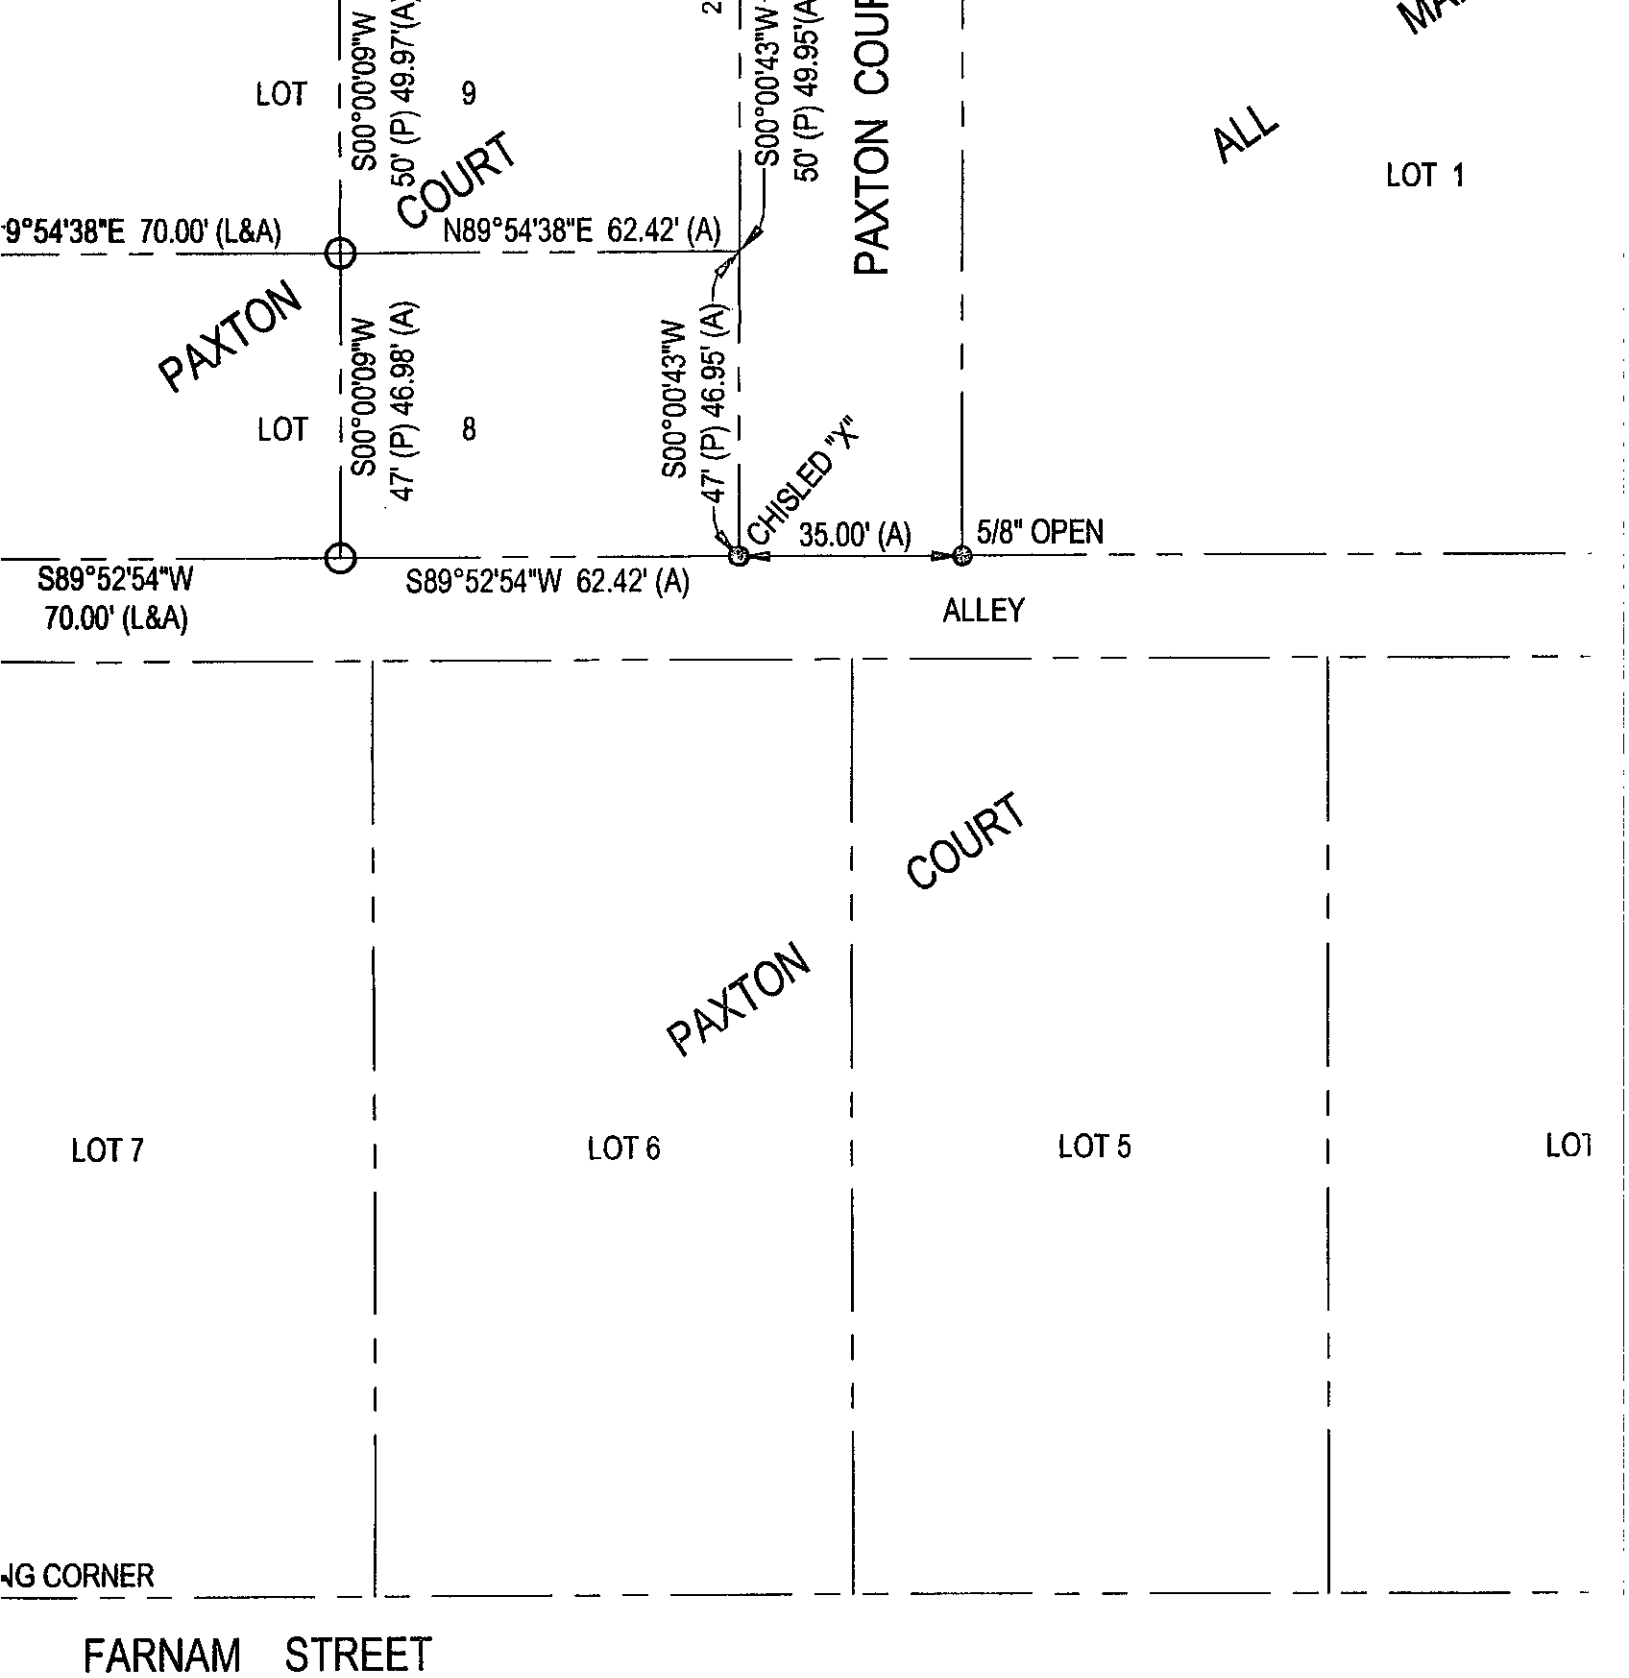 S00°00'09"W
50' (P) 49.97'(A)
2
S00°00'43"W
50' (P) 49.95'(A
PAXTON COUR
ALL
LOT 1
LOT 9
COURT
9°54'38"E 70.00' (L&A)
N89°54'38"E 62.42' (A)
PAXTON
S00°00'09"W
47' (P) 46.98' (A)
S00°00'43"W
47' (P) 46.95' (A)
LOT 8
CHISLED "X"
35.00' (A)
5/8" OPEN
S89°52'54"W
70.00' (L&A)
S89°52'54"W 62.42' (A)
ALLEY
COURT
PAXTON
LOT 7
LOT 6
LOT 5
LOT
CORNER
FARNAM STREET